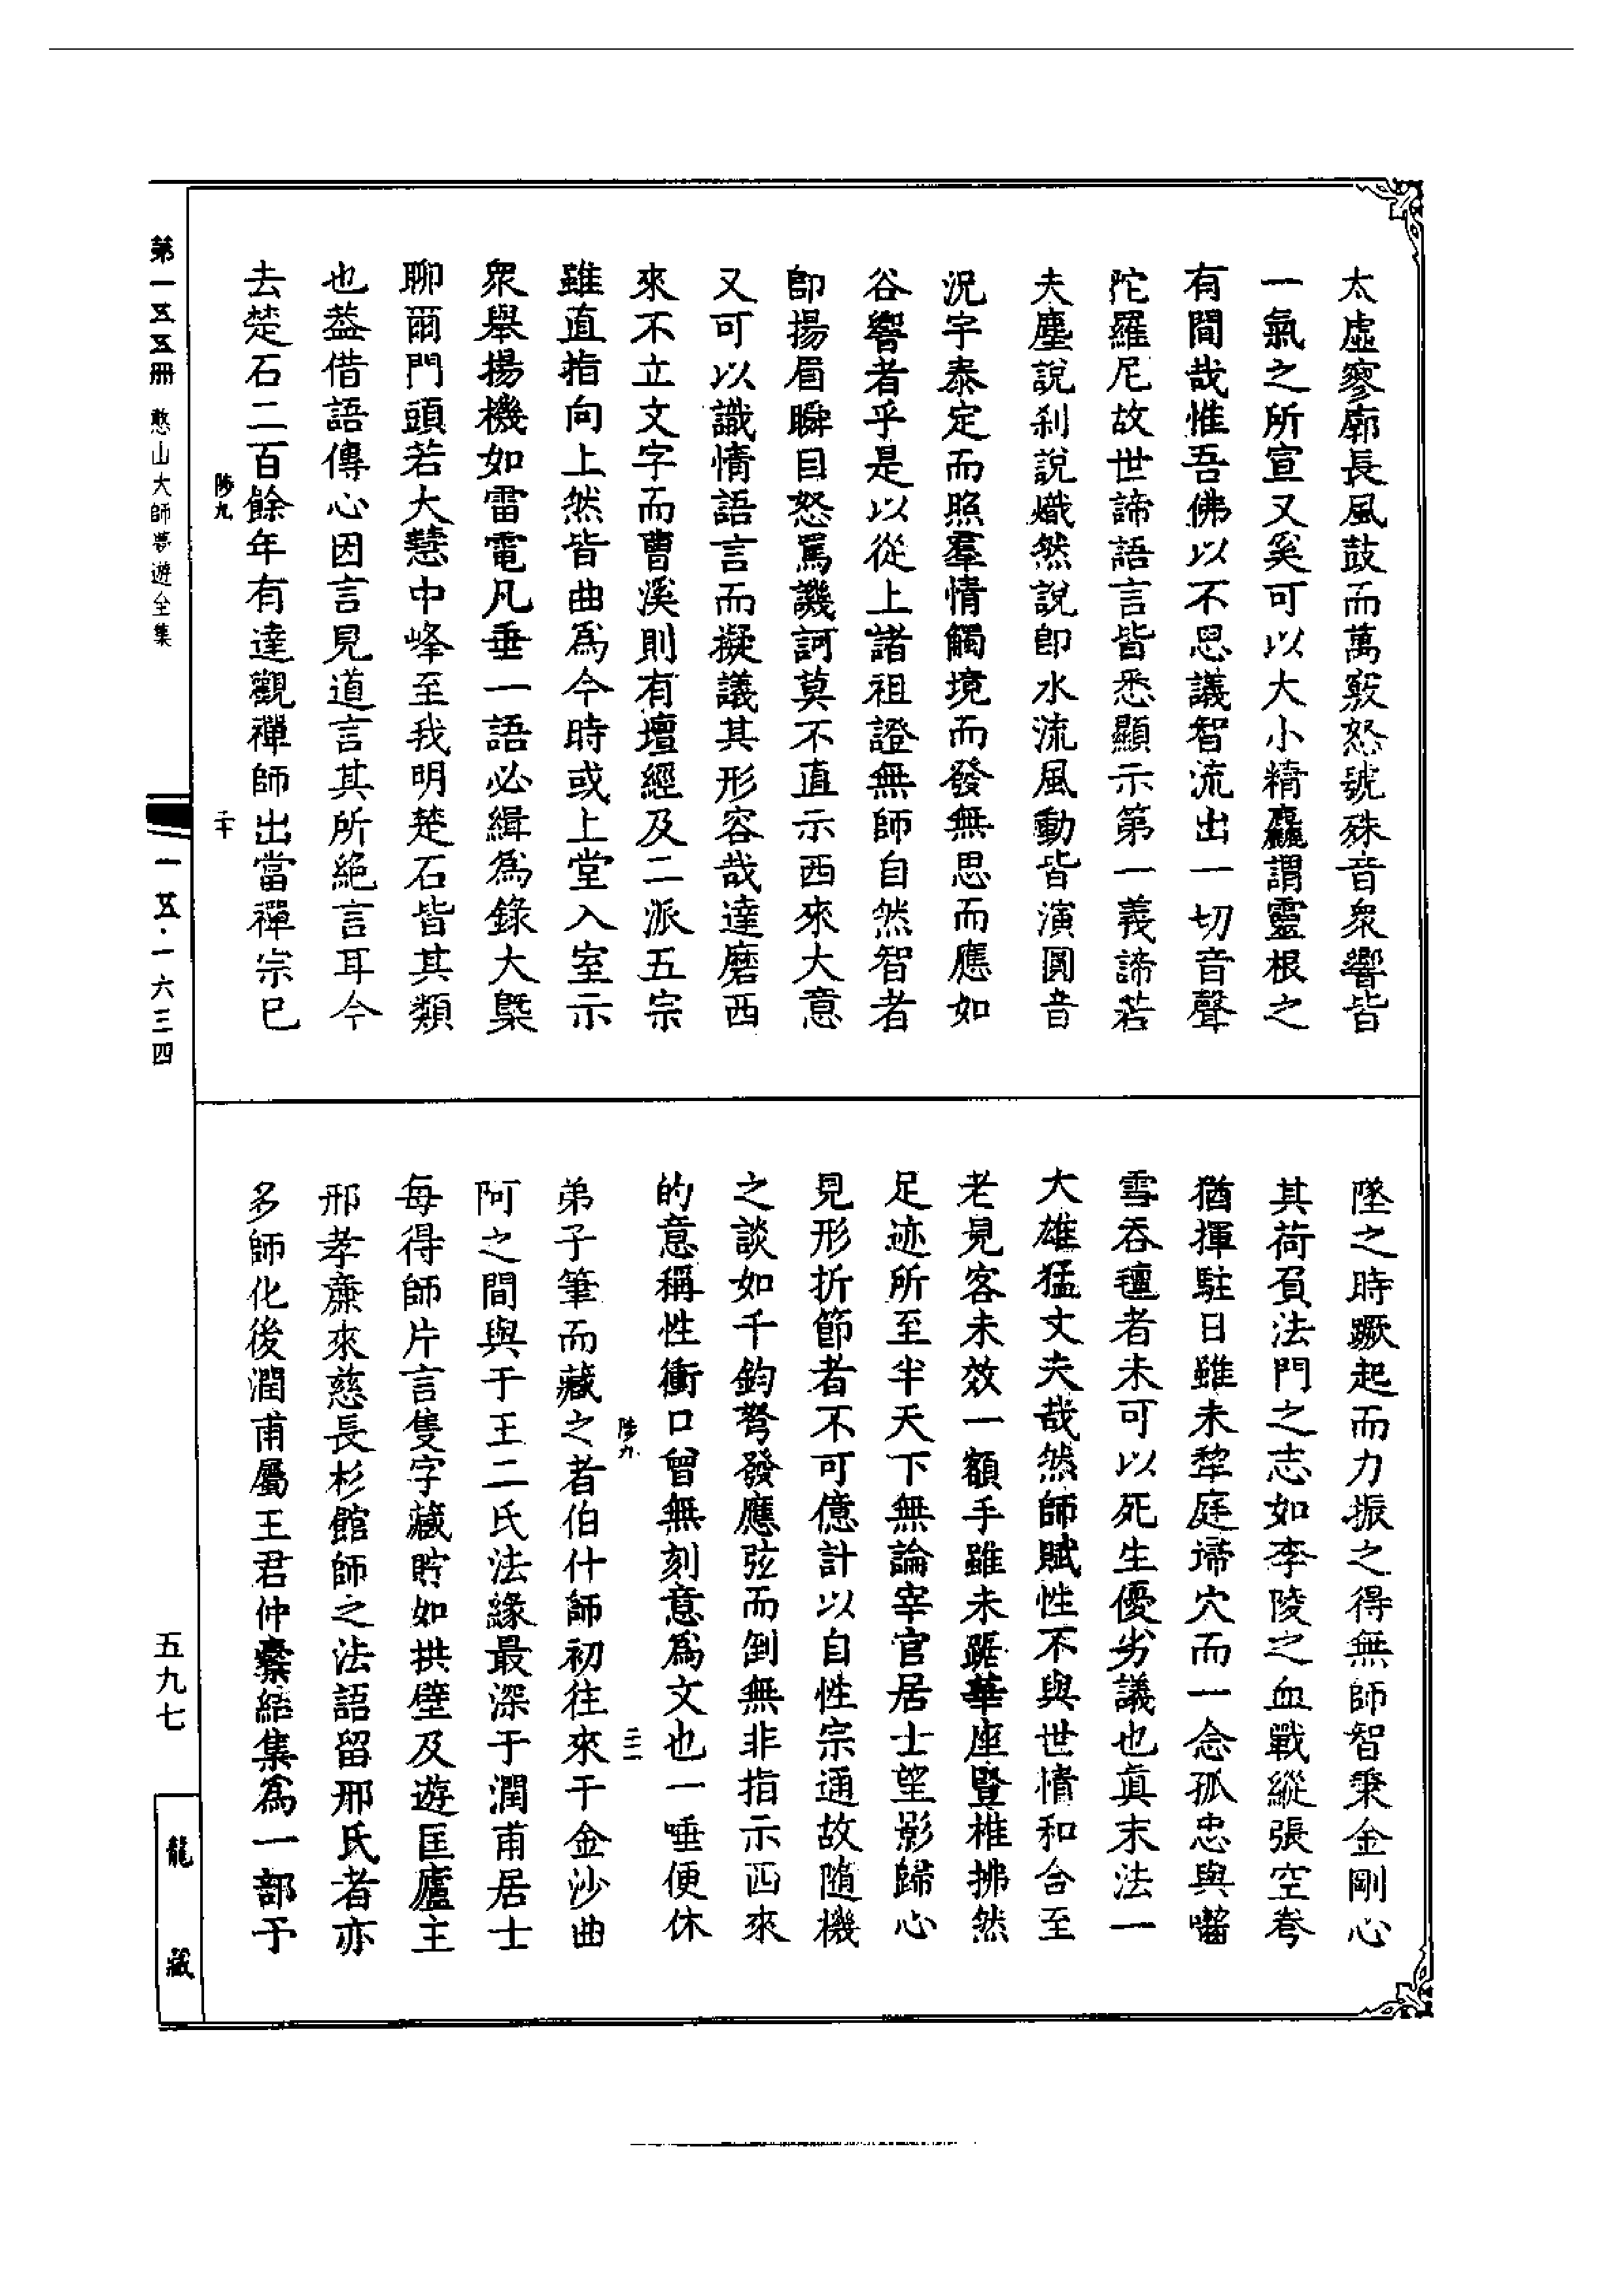 太虛寥廓長風鼓而萬竅怒號殊音衆響皆
一氣之所宣又奚可以大小精麤謂靈根之
有間哉惟吾佛以不思議智流出一切音聲
陀羅尼故世諦語言皆悉顯示第一義諦若
夫塵說剎說熾然說即水流風動皆演圓音
況宇泰定而照羣情觸境而發無思而應如
谷響者乎是以從上諸祖證無師自然智者
即揚眉瞬目怒罵譏訶莫不直示西來大意
又可以識情語言而擬議其形容哉達磨西
來不立文字而曹溪則有壇經及二派五宗
雖直指向上然皆曲為今時或上堂入室示
衆舉揚機如雷電凡垂一語必緝為錄大槩
聊爾門頭若大慧中峰至我明楚石皆其類
也葢借語傳心因言見道言其所絕言耳今
去楚石二百餘年有達觀禪師出當禪宗已
陟九
二十
墜之時蹶起而力振之得無師智秉金剛心
其荷負法門之志如李陵之血戰縱張空弮
猶揮駐日雖未犂庭掃穴而一念孤忠與囓
雪吞氈者未可以死生優劣議也真末法一
大雄猛丈夫哉然師賦性不與世情和合至
老見客未效一額手雖未踞華座豎椎拂然
足迹所至半天下無論宰官居士望影歸心
見形折節者不可億計以自性宗通故隨機
之談如千鈞弩發應弦而倒無非指示西來
的意稱性衝口曾無刻意為文也一唾便休
陟九
二十一
弟子筆而藏之者伯什師初往來于金沙曲
阿之間與于王二氏法緣最深于潤甫居士
每得師片言隻字藏貯如拱璧及遊匡廬主
邢孝廉來慈長杉館師之法語留邢氏者亦
多師化後潤甫屬王君仲綮結集為一部予
第一五五冊 憨山大師夢遊全集
一五·一六三四
五九七
龍藏